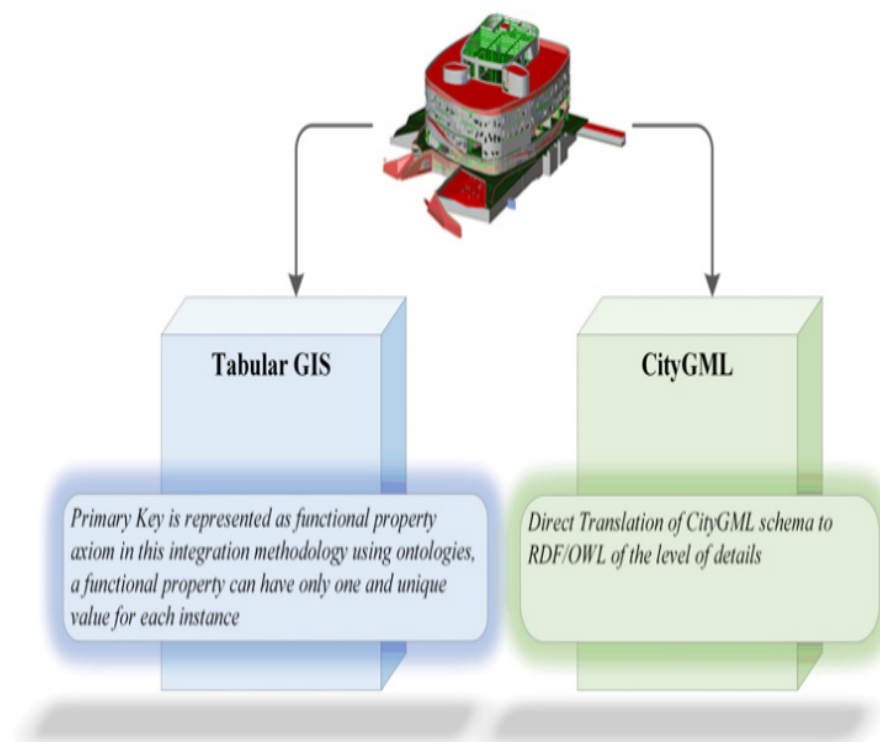 Tabular GIS
Primary Key is represented as functional property
axiom in this integration methodology using ontologies,
a functional property can have only one and unique
value for each instance
CityGML
Direct Translation of CityGML schema to
RDF/OWL of the level of details